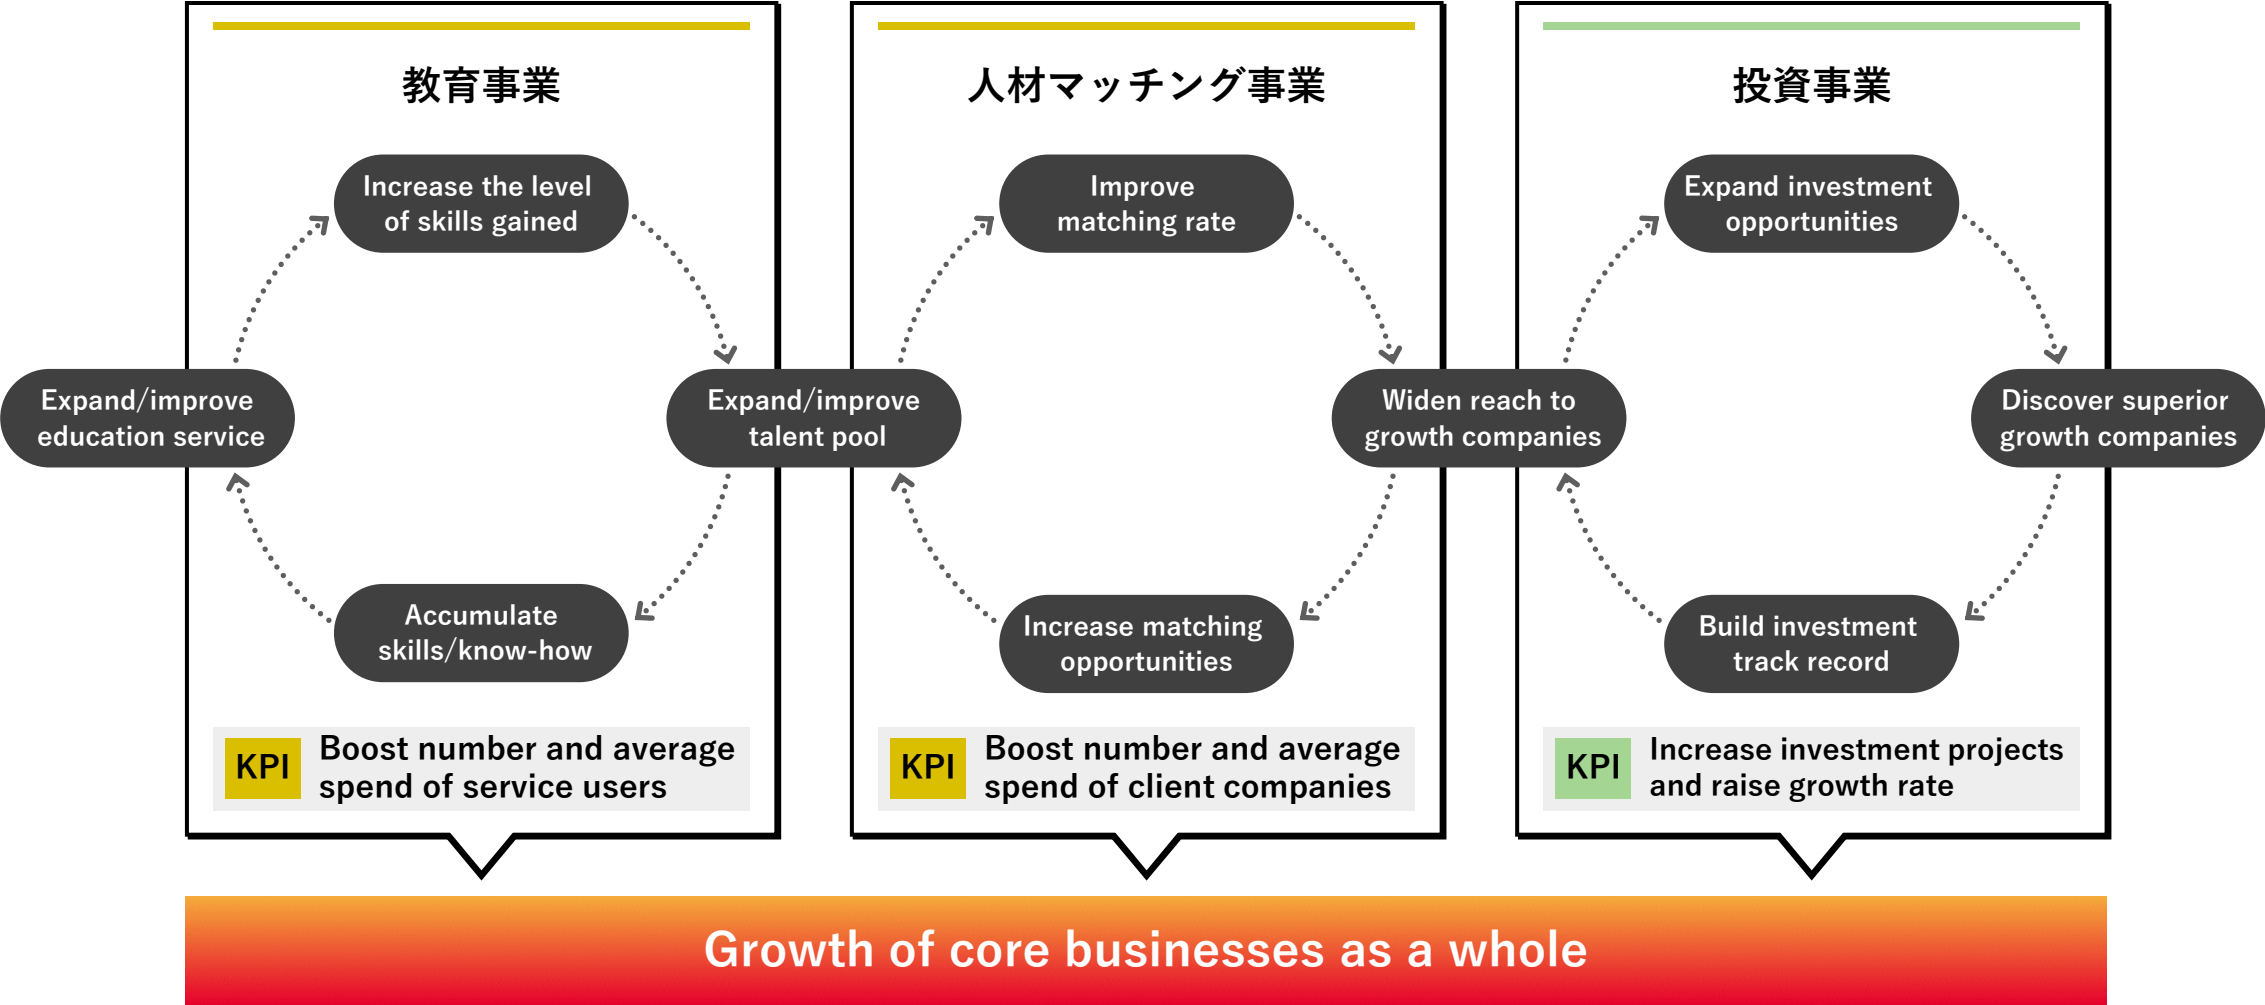 教育事業
Increase the level
of skills gained
Expand/improve
education service
Expand/improve
talent pool
Accumulate
skills/know-how
KPI
Boost number and average
spend of service users
人材マッチング事業
Improve
matching rate
Widen reach to
growth companies
Increase matching
opportunities
KPI
Boost number and average
spend of client companies
投資事業
Expand investment
opportunities
Discover superior
growth companies
Build investment
track record
KPI
Increase investment projects
and raise growth rate
Growth of core businesses as a whole